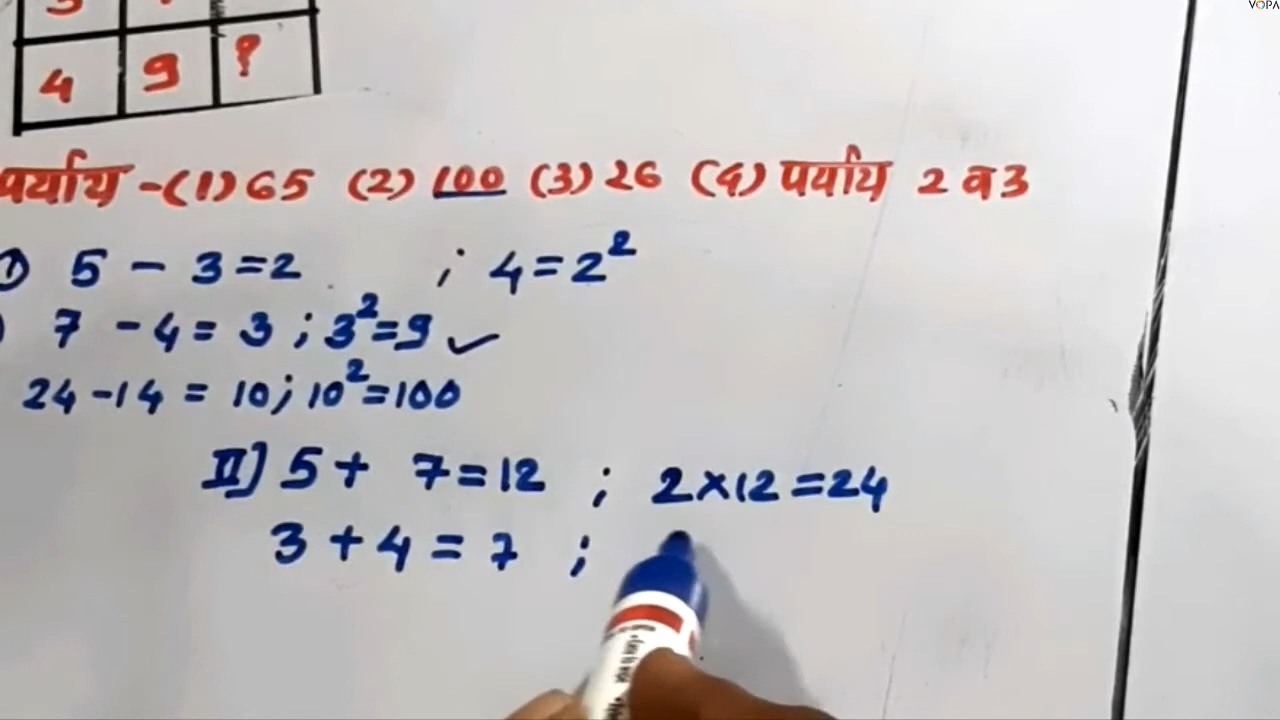 VOPA
4 9 ?
पर्याय -(1) 65 (2) 100 (3) 26 (4) पर्याय 2 व 3
① 5 - 3 = 2 ; 4 = 2²
7 - 4 = 3 ; 3² = 9 ✓
24 - 14 = 10 ; 10² = 100
II] 5 + 7 = 12 ; 2 × 12 = 24
3 + 4 = 7 ;